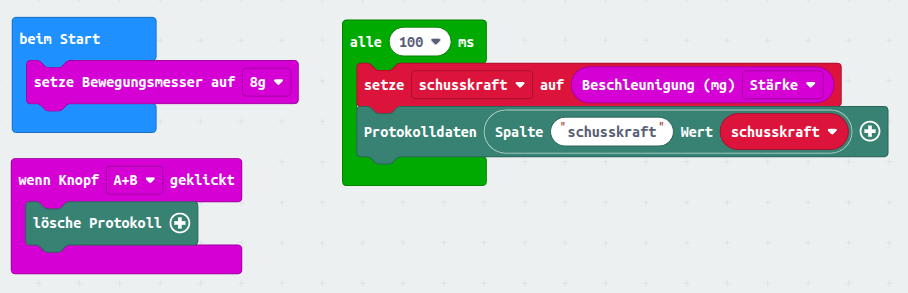 beim Start
setze Bewegungsmesser auf 8g
wenn Knopf A+B geklickt
lösche Protokoll
alle 100 ms
setze schusskraft auf Beschleunigung (mg) Stärke
Protokolldaten Spalte "schusskraft" Wert schusskraft